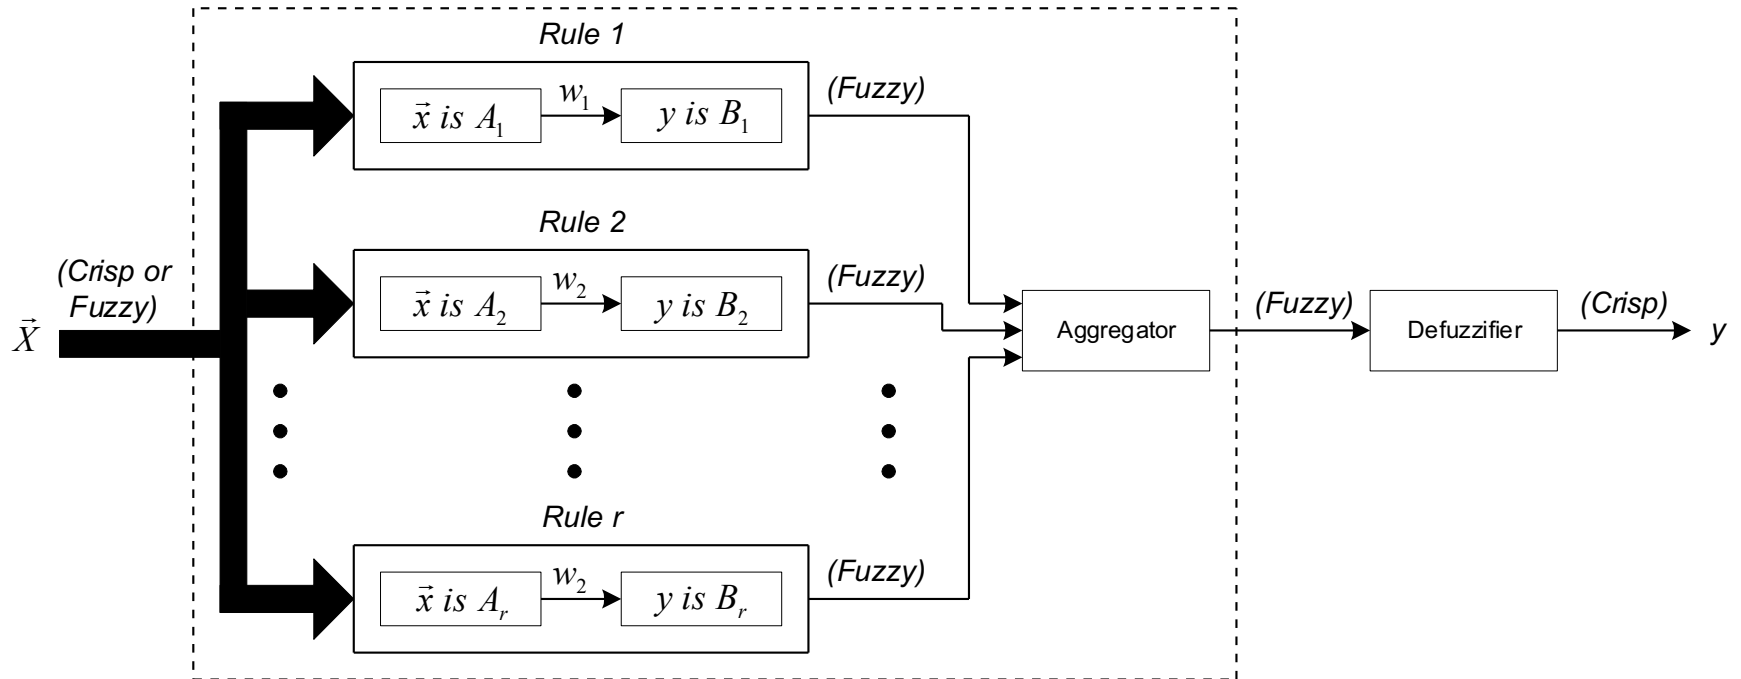 Rule 1
(Fuzzy)
w₁
x⃗ is A₁
y is B₁
Rule 2
(Fuzzy)
w₂
x⃗ is A₂
y is B₂
(Crisp or
Fuzzy)
X⃗
Aggregator
(Fuzzy)
Defuzzifier
(Crisp)
y
Rule r
(Fuzzy)
w₂
x⃗ is Aᵣ
y is Bᵣ